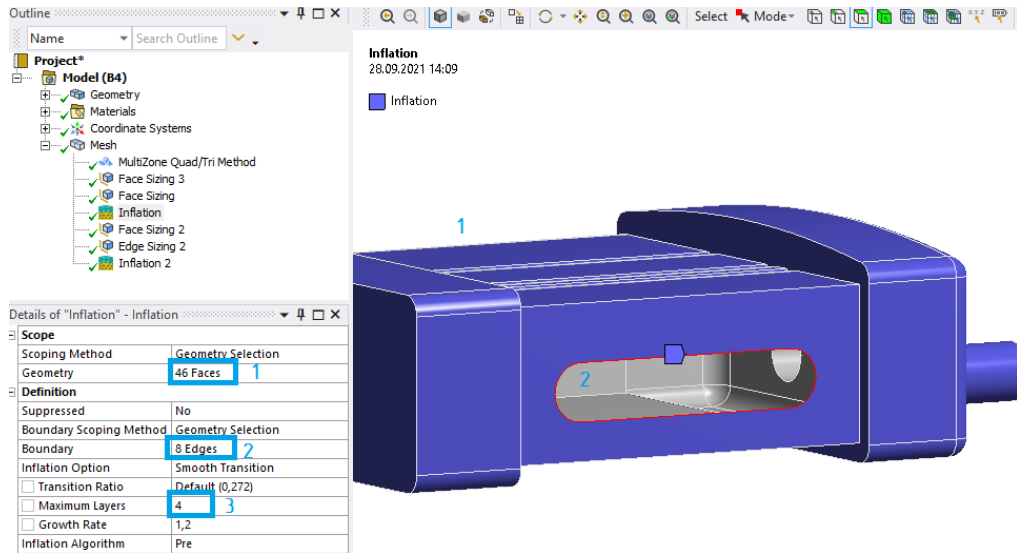 Outline
Name
Search Outline
Select
Mode
Project*
Model (B4)
Geometry
Materials
Coordinate Systems
Mesh
MultiZone Quad/Tri Method
Face Sizing 3
Face Sizing
Inflation
Face Sizing 2
Edge Sizing 2
Inflation 2
Details of "Inflation" - Inflation
Scope
Scoping Method Geometry Selection
Geometry 46 Faces 1
Definition
Suppressed No
Boundary Scoping Method Geometry Selection
Boundary 8 Edges 2
Inflation Option Smooth Transition
Transition Ratio Default (0,272)
Maximum Layers 4 3
Growth Rate 1,2
Inflation Algorithm Pre
Inflation
28.09.2021 14:09
Inflation
1
2